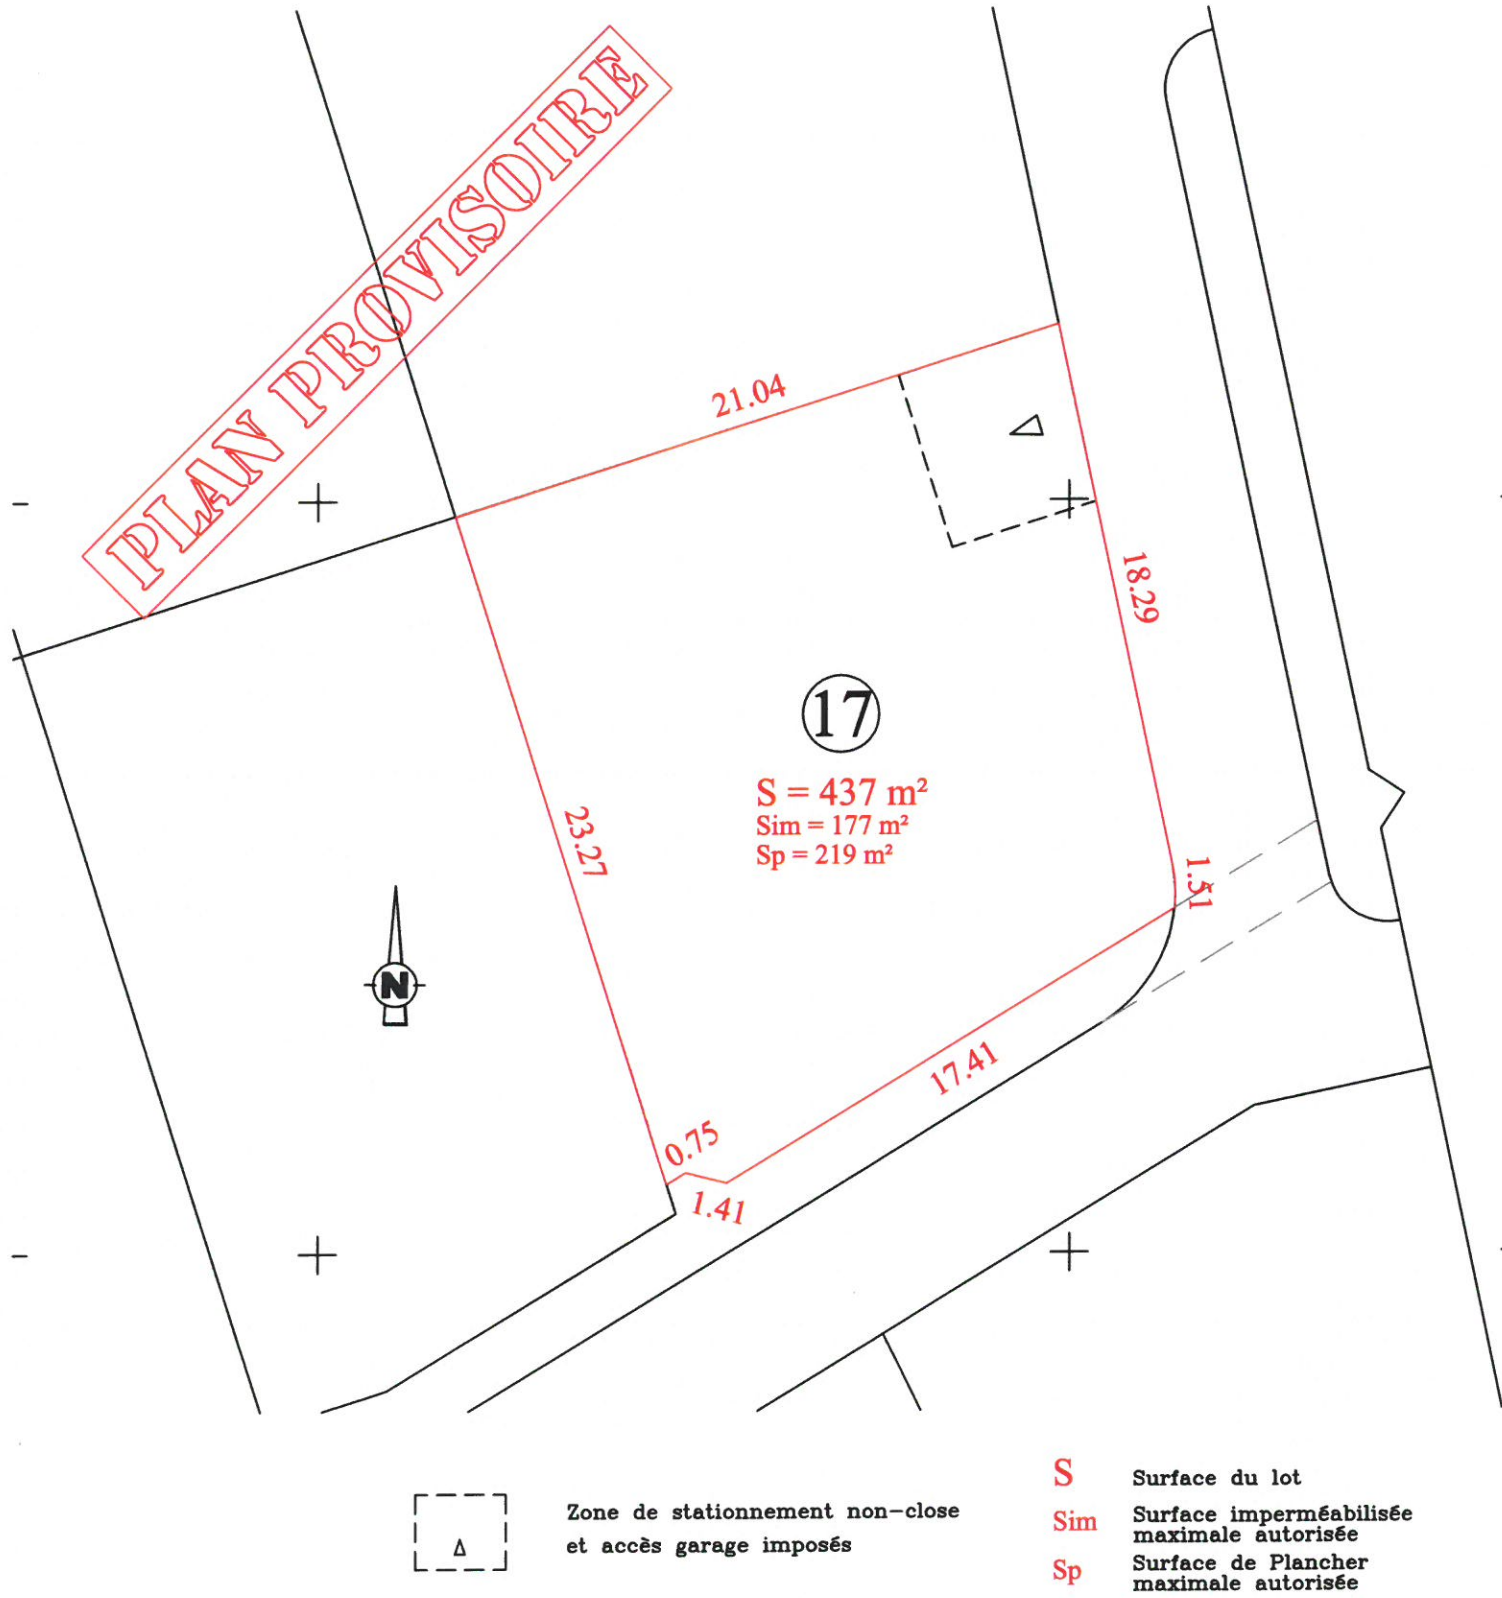 PLAN PROVISOIRE
21.04
18.29
17
S = 437 m²
Sim = 177 m²
Sp = 219 m²
23.27
1.51
N
17.41
0.75
1.41
Zone de stationnement non-close
et accès garage imposés
S Surface du lot
Sim Surface imperméabilisée
maximale autorisée
Sp Surface de Plancher
maximale autorisée